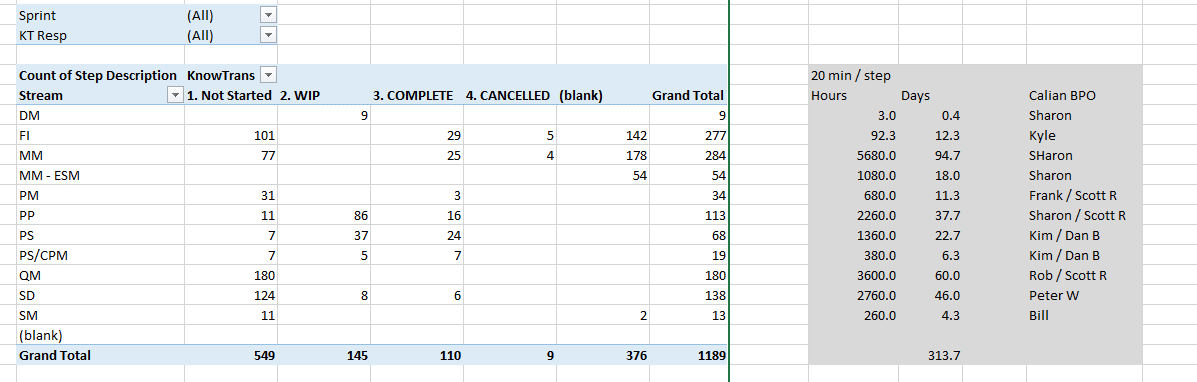 Sprint (All)
KT Resp (All)
Count of Step Description KnowTrans 20 min / step
Stream 1. Not Started 2. WIP 3. COMPLETE 4. CANCELLED (blank) Grand Total Hours Days Calian BPO
DM 9 9 3.0 0.4 Sharon
FI 101 29 5 142 277 92.3 12.3 Kyle
MM 77 25 4 178 284 5680.0 94.7 SHaron
MM - ESM 54 54 1080.0 18.0 Sharon
PM 31 3 34 680.0 11.3 Frank / Scott R
PP 11 86 16 113 2260.0 37.7 Sharon / Scott R
PS 7 37 24 68 1360.0 22.7 Kim / Dan B
PS/CPM 7 5 7 19 380.0 6.3 Kim / Dan B
QM 180 180 3600.0 60.0 Rob / Scott R
SD 124 8 6 138 2760.0 46.0 Peter W
SM 11 2 13 260.0 4.3 Bill
(blank)
Grand Total 549 145 110 9 376 1189 313.7